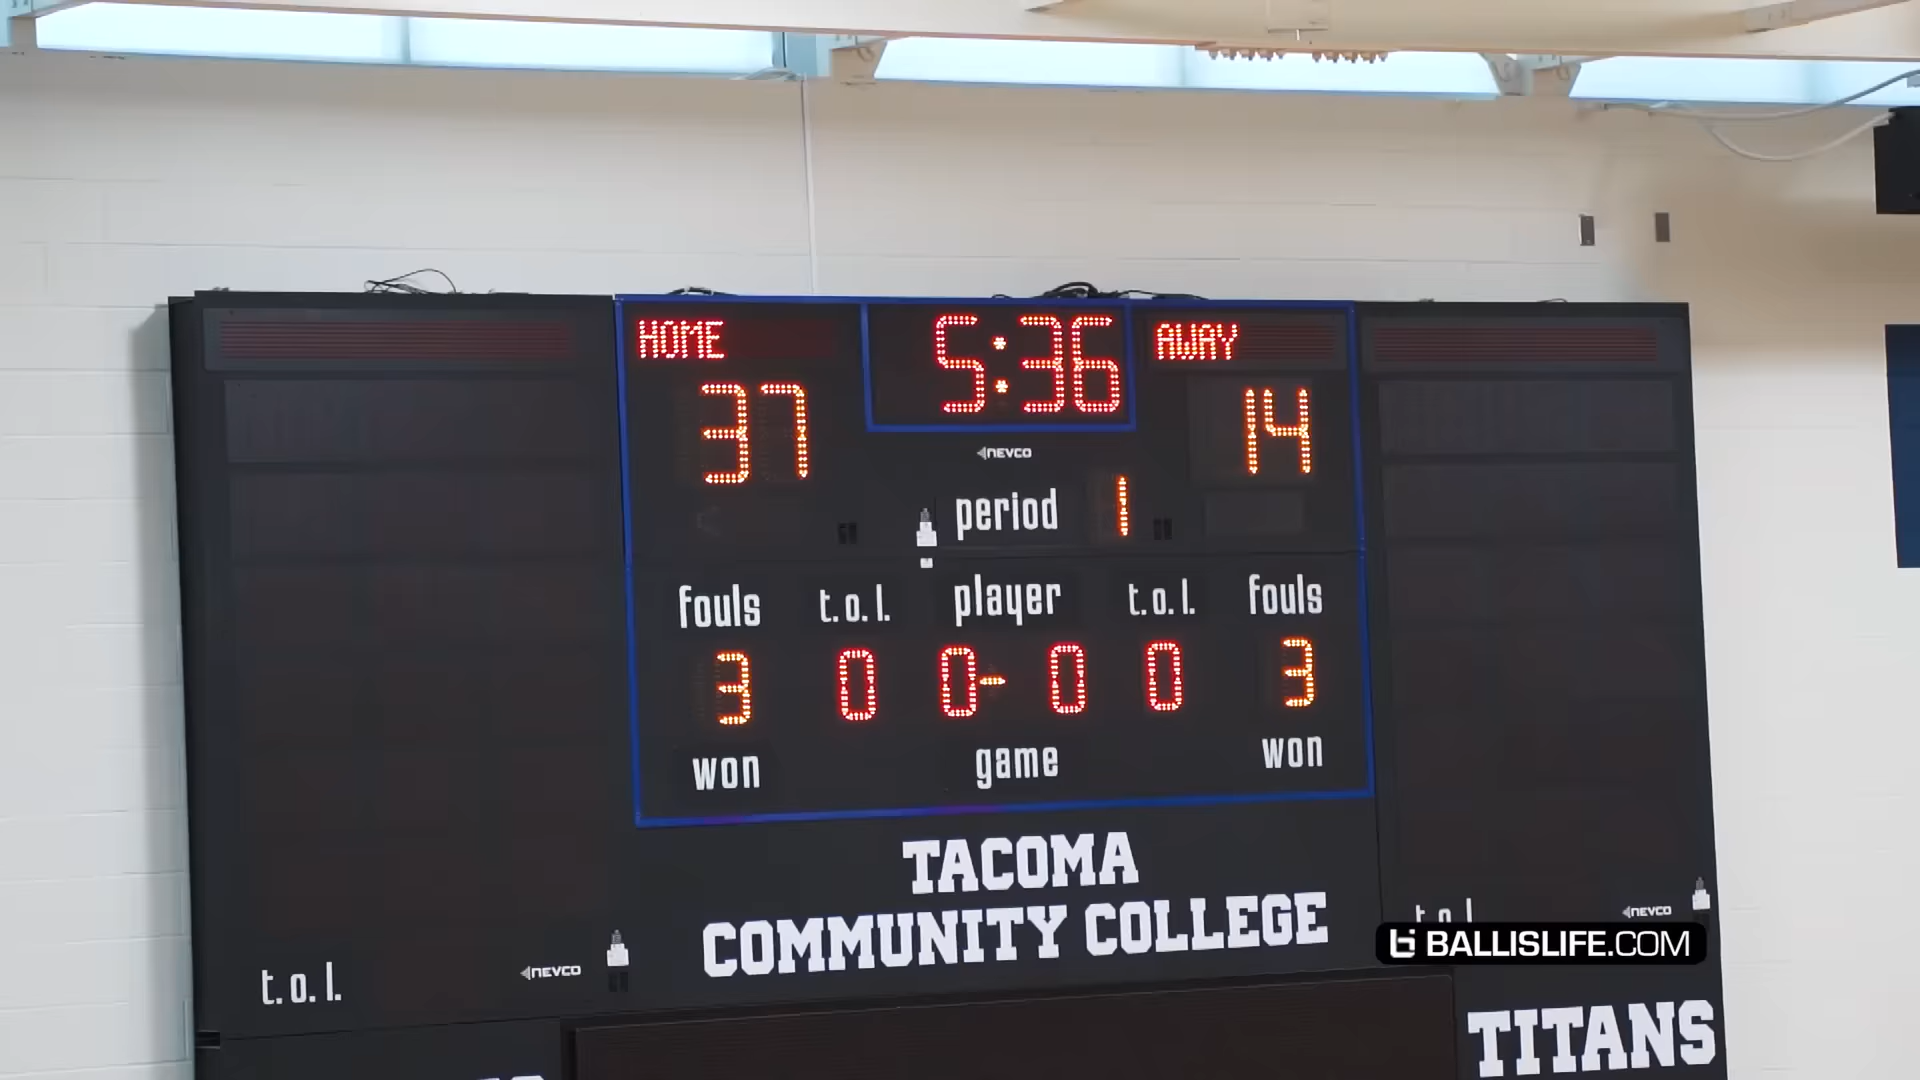 HOME 5:36 AWAY
37 14
NEVCO
period 1
fouls t.o.l. player t.o.l. fouls
3 0 0-0 0 3
won game won
TACOMA
COMMUNITY COLLEGE
t.o.l. NEVCO
t.o.l. NEVCO
BALLISLIFE.COM
TITANS